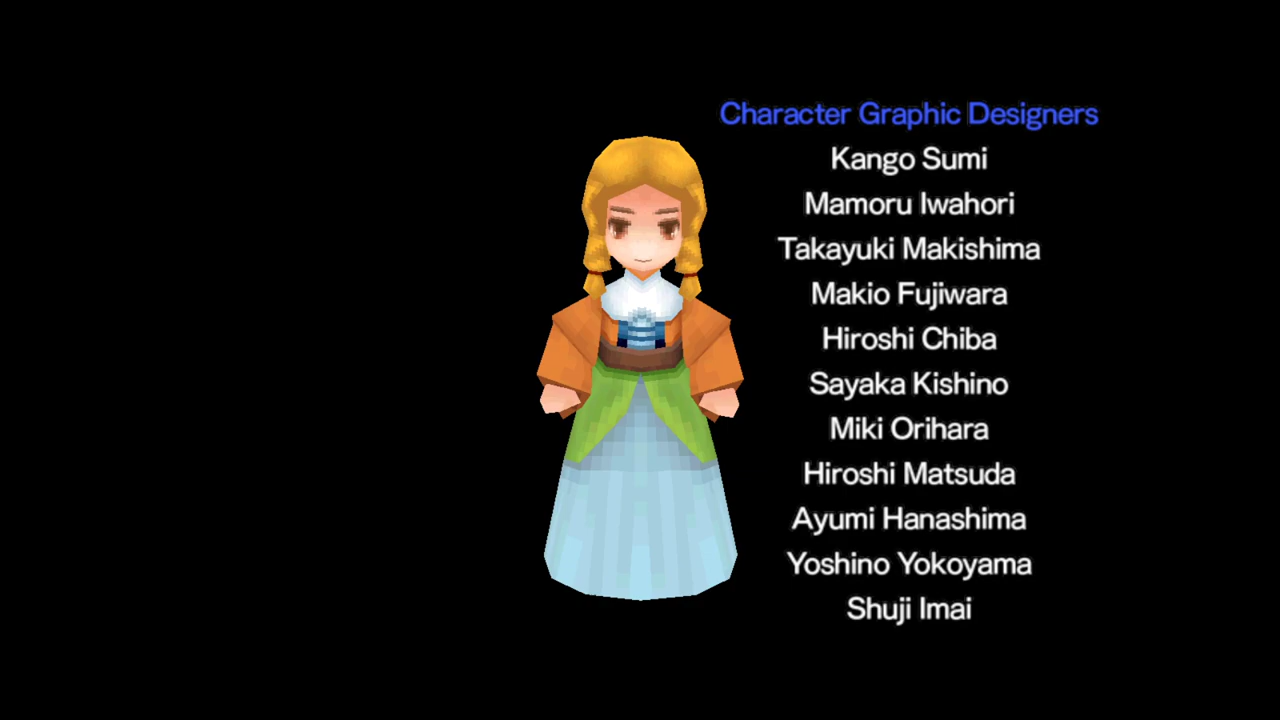 Character Graphic Designers
Kango Sumi
Mamoru Iwahori
Takayuki Makishima
Makio Fujiwara
Hiroshi Chiba
Sayaka Kishino
Miki Orihara
Hiroshi Matsuda
Ayumi Hanashima
Yoshino Yokoyama
Shuji Imai